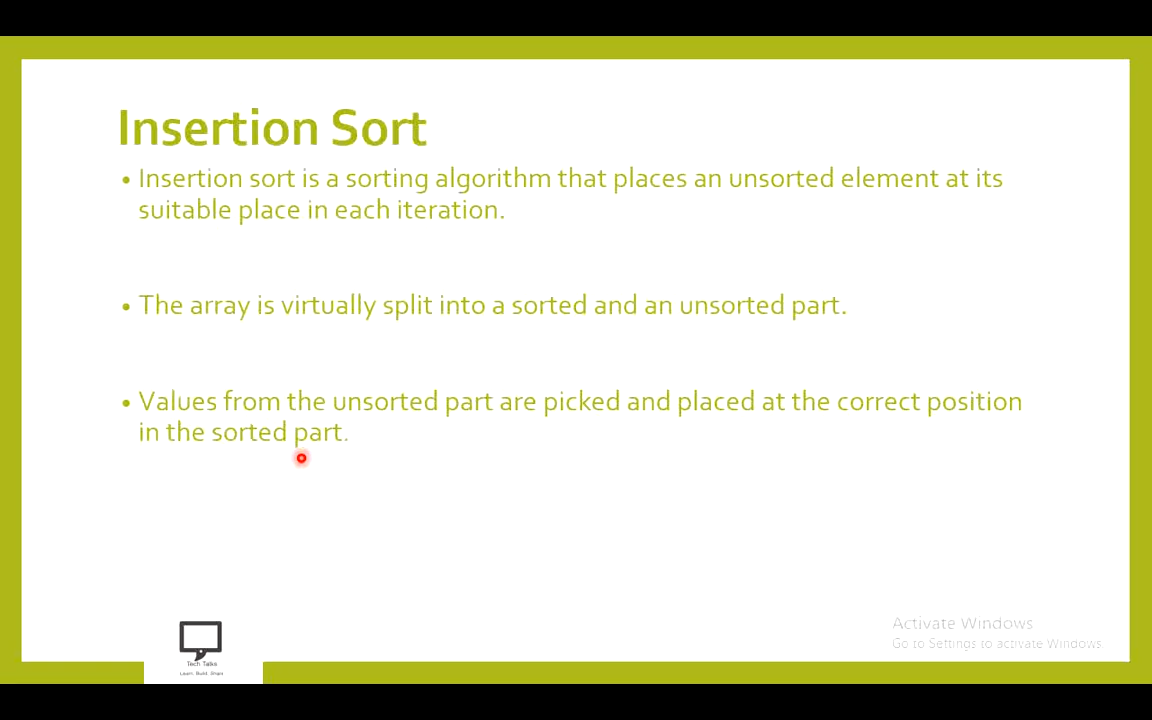 Insertion Sort
• Insertion sort is a sorting algorithm that places an unsorted element at its
suitable place in each iteration.
• The array is virtually split into a sorted and an unsorted part.
• Values from the unsorted part are picked and placed at the correct position
in the sorted part.
Activate Windows
Go to Settings to activate Windows.
Tech Talks
Learn. Build. Share